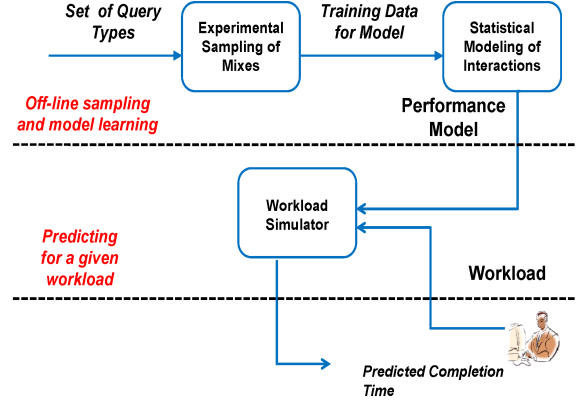 Set of Query
Types
Experimental
Sampling of
Mixes
Training Data
for Model
Statistical
Modeling of
Interactions
Off-line sampling
and model learning
Performance
Model
Workload
Simulator
Predicting
for a given
workload
Workload
Predicted Completion
Time